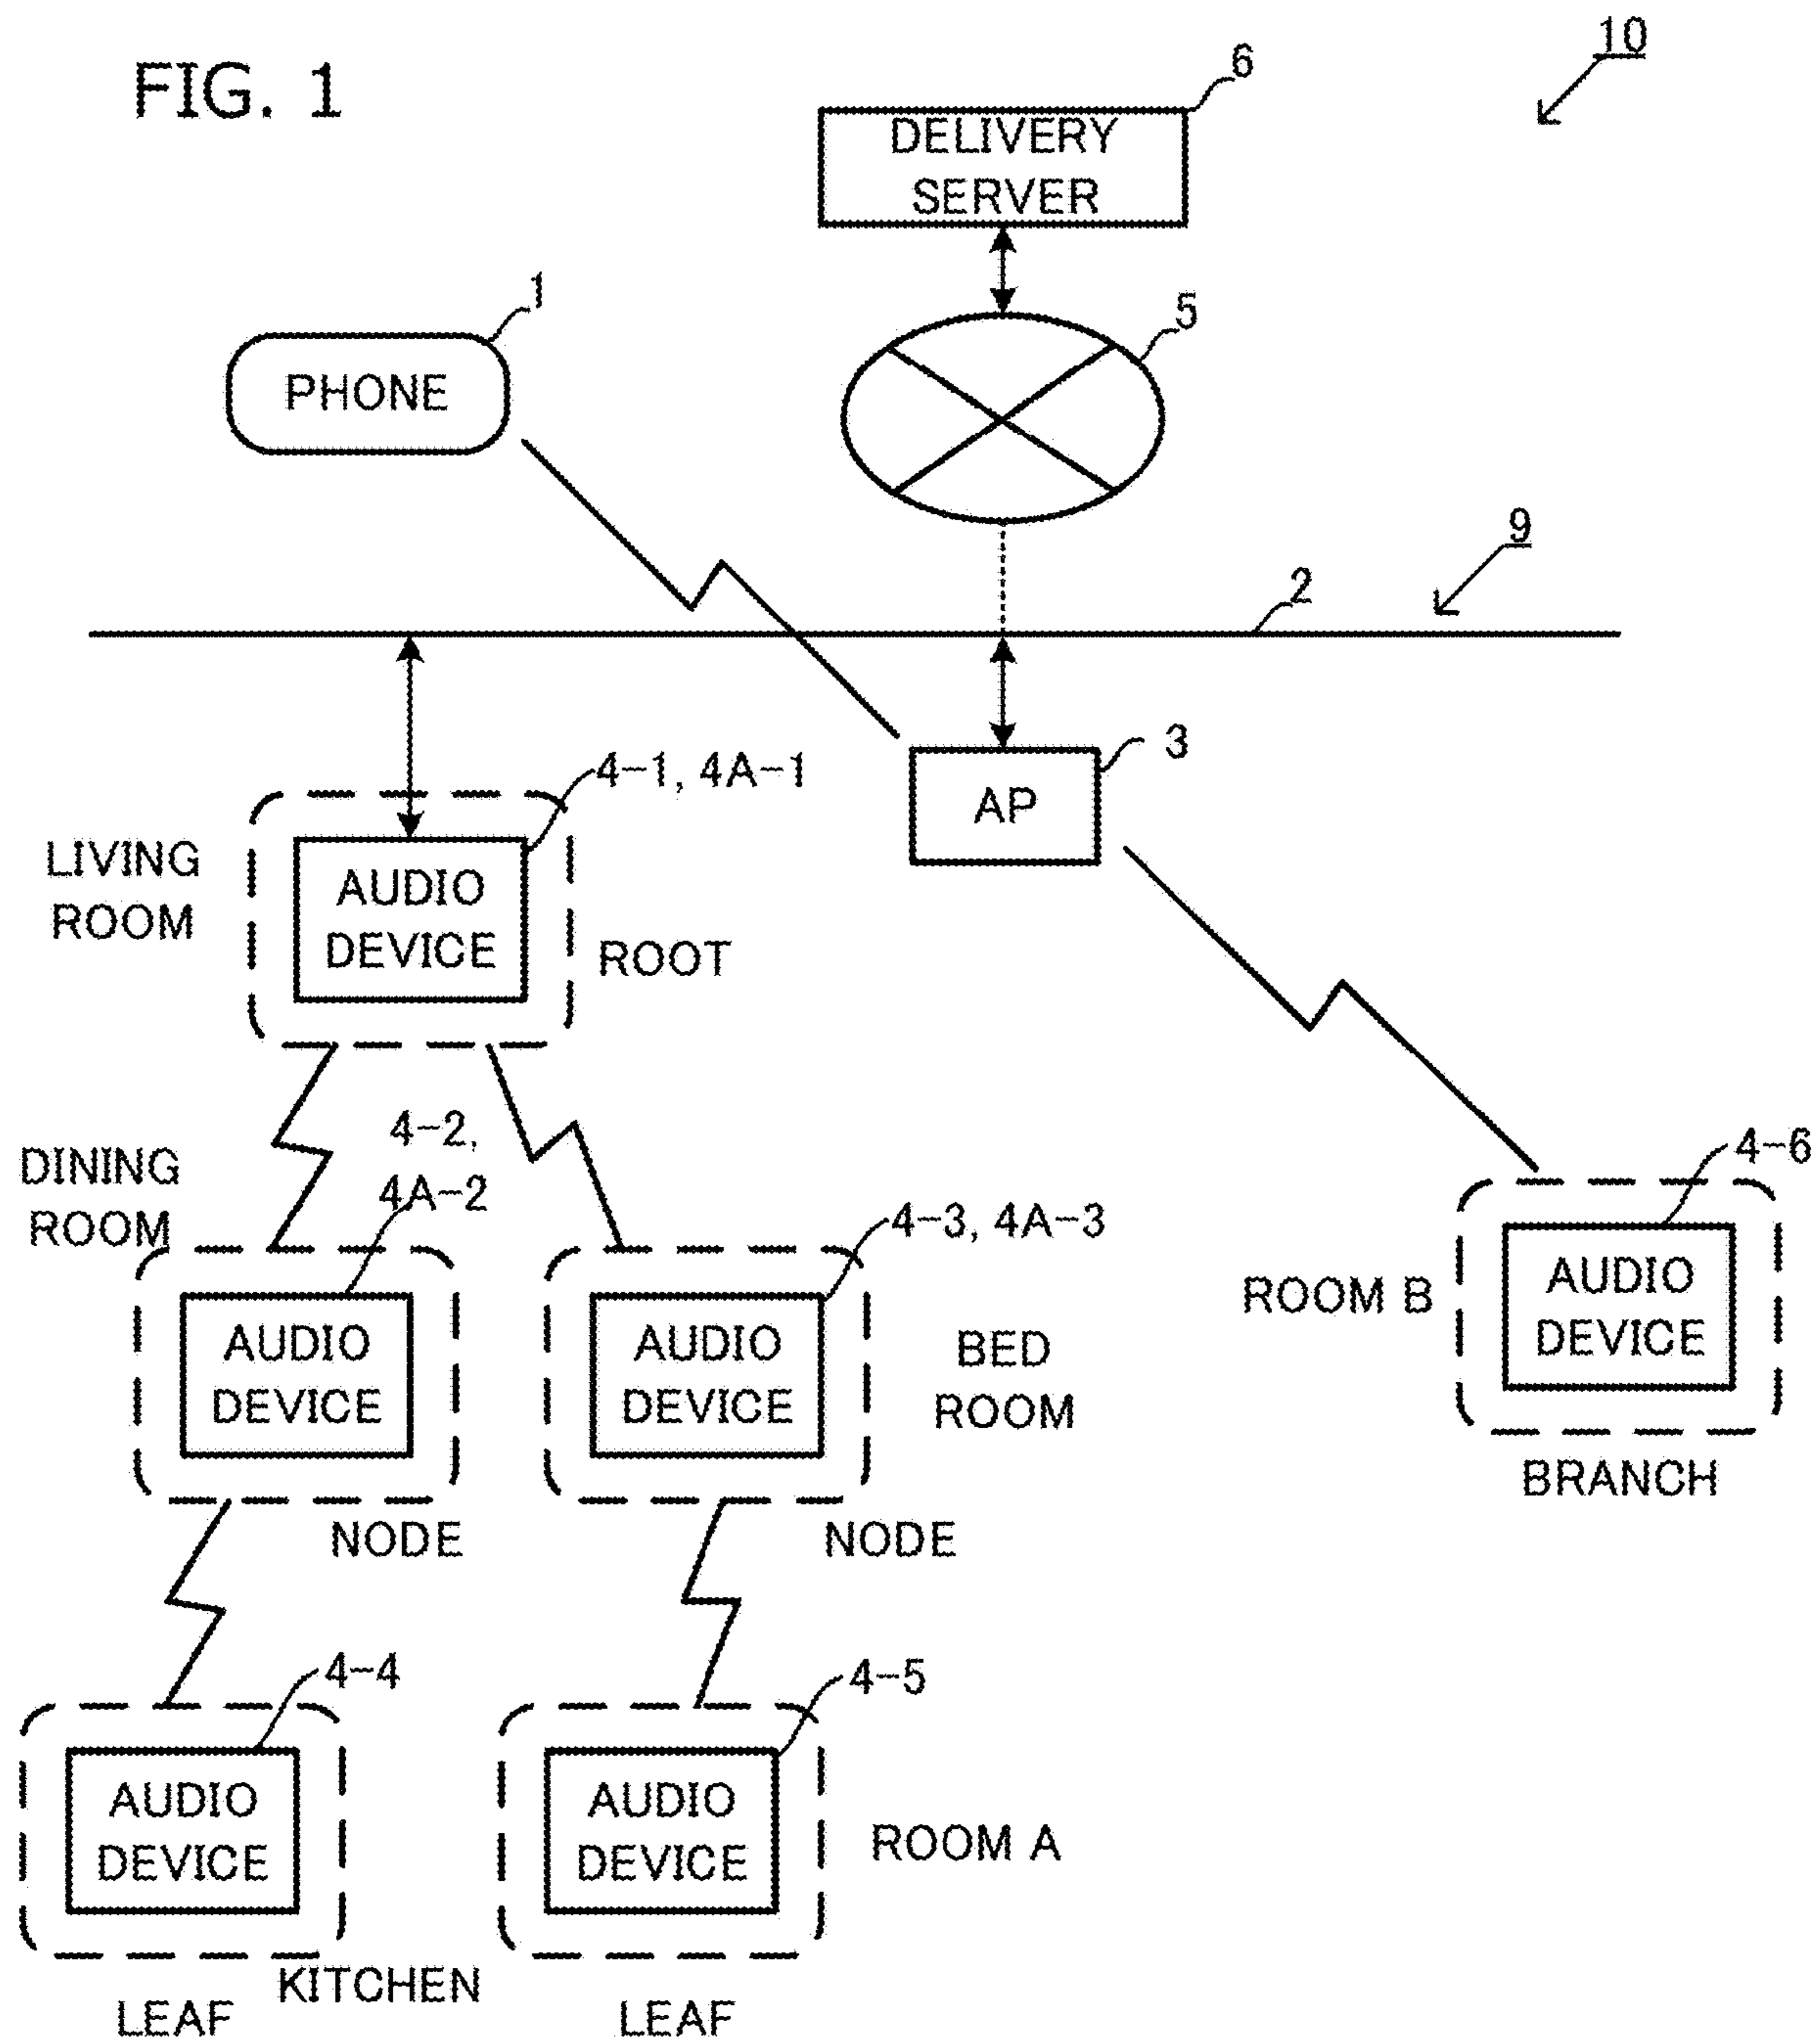 FIG. 1
10
6
DELIVERY
SERVER
1
PHONE
5
9
2
3
AP
4-1, 4A-1
LIVING
ROOM
AUDIO
DEVICE
ROOT
4-2,
4A-2
DINING
ROOM
AUDIO
DEVICE
NODE
4-3, 4A-3
AUDIO
DEVICE
BED
ROOM
NODE
4-6
ROOM B
AUDIO
DEVICE
BRANCH
4-4
AUDIO
DEVICE
KITCHEN
LEAF
4-5
AUDIO
DEVICE
ROOM A
LEAF